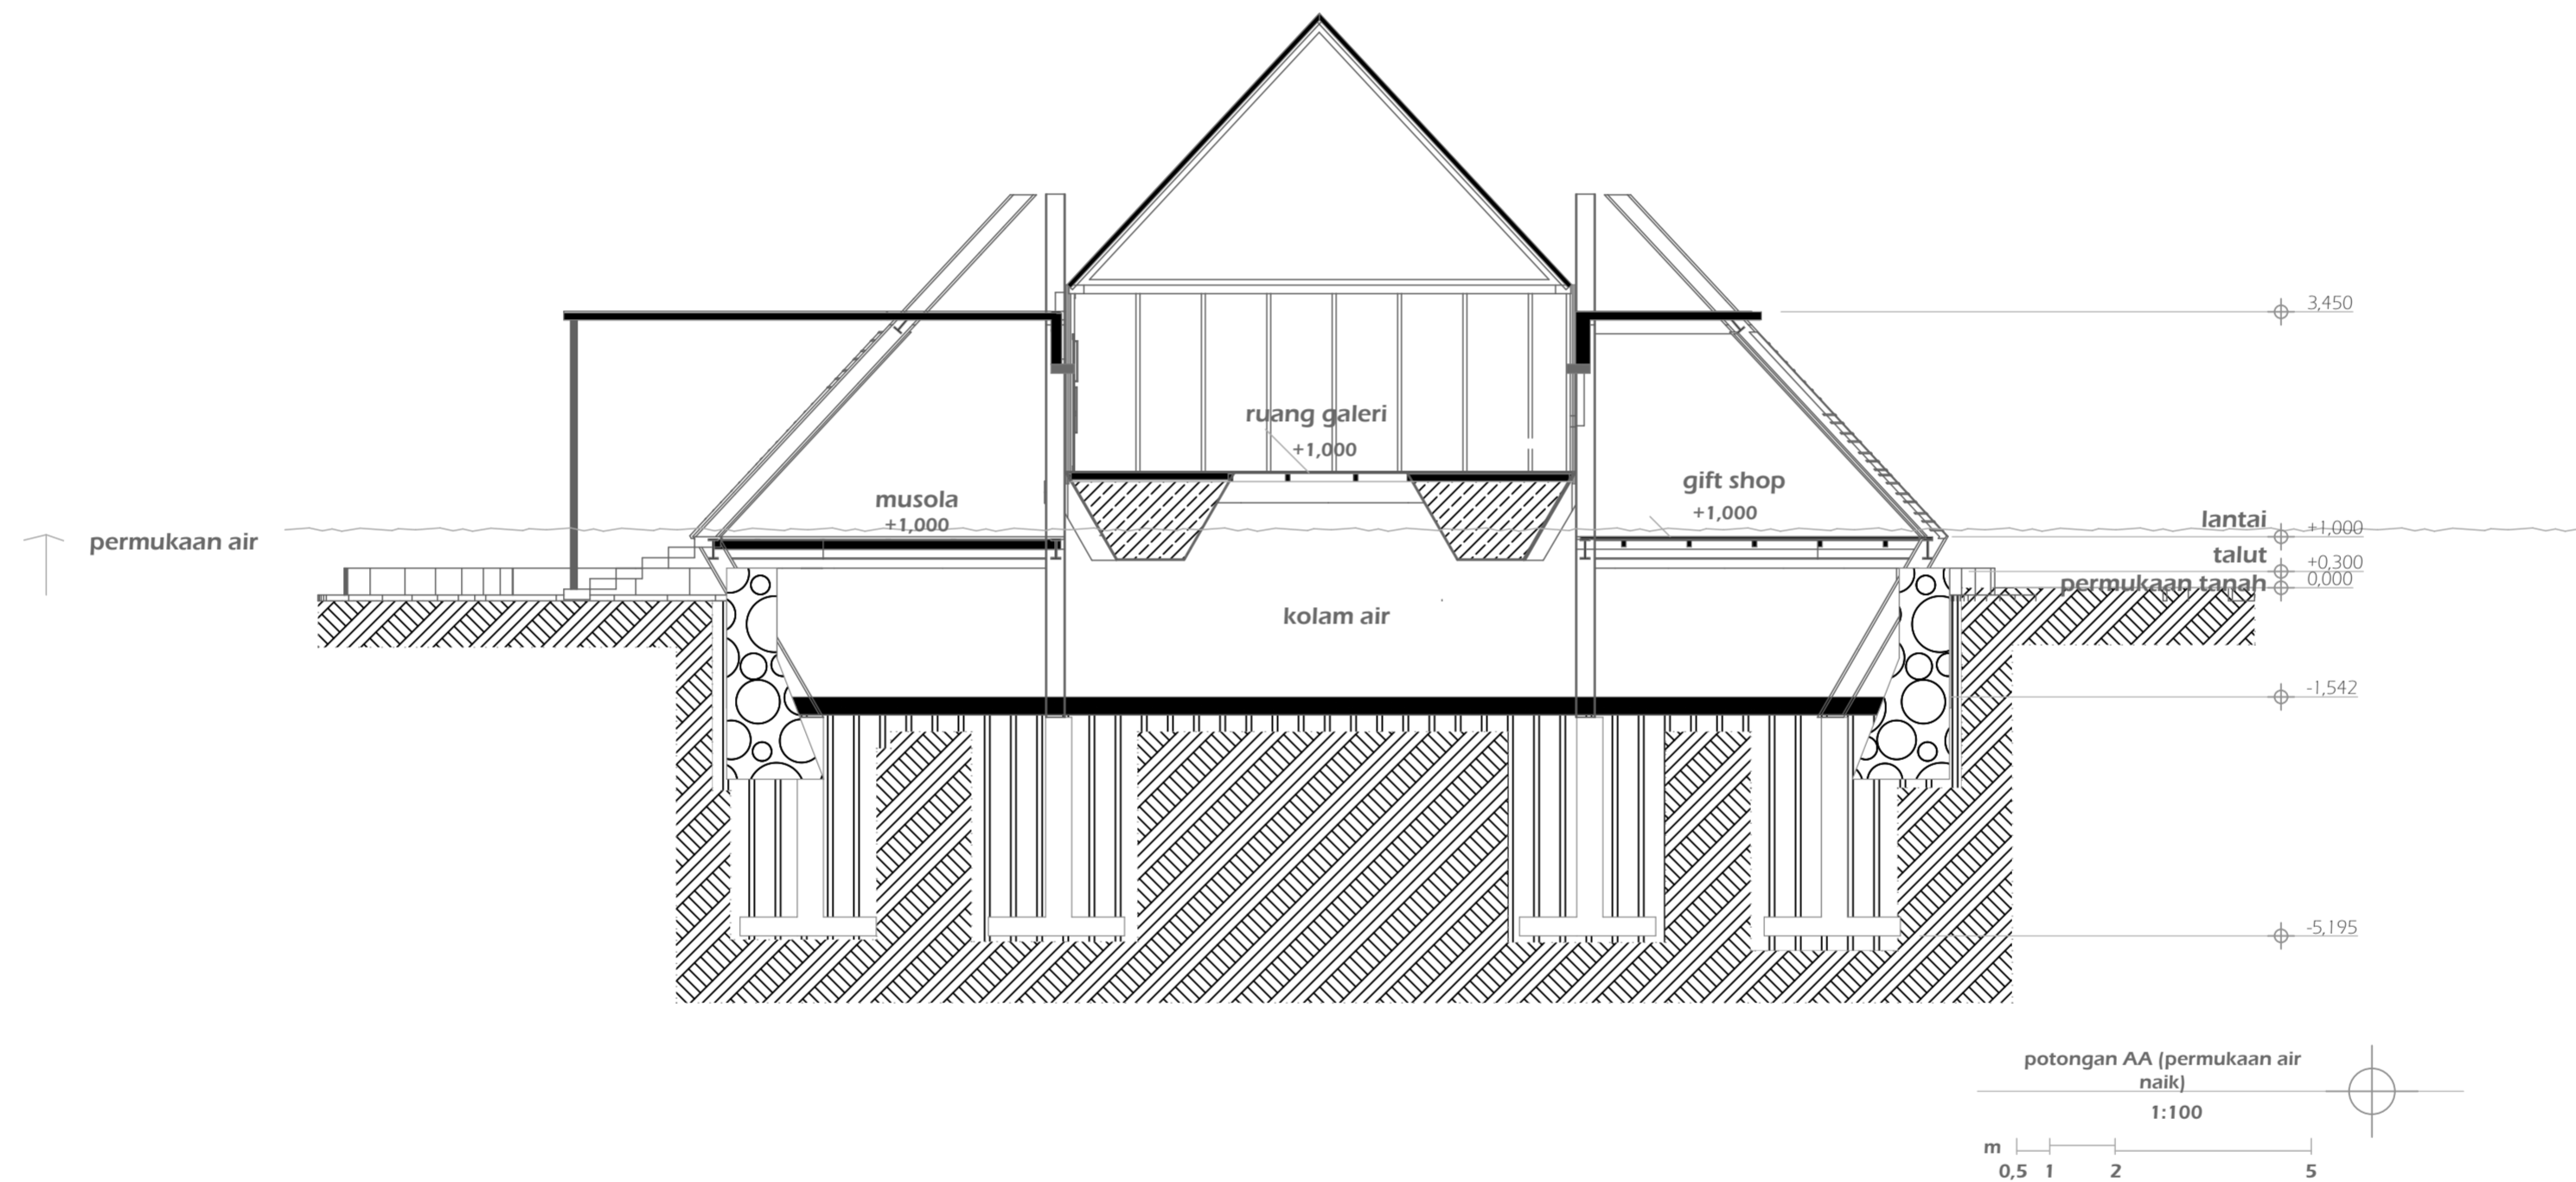 3,450
ruang galeri
+1,000
gift shop
+1,000
musola
+1,000
permukaan air
lantai
+1,000
talut
+0,300
permukaan tanah
0,000
kolam air
-1,542
-5,195
potongan AA (permukaan air
naik)
1:100
m
0,5 1 2 5